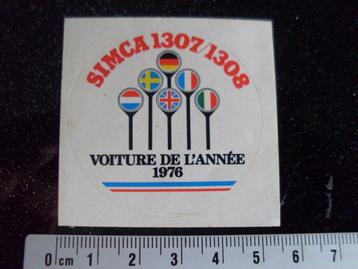 SIMCA 1307/1308
VOITURE DE L'ANNÉE
1976
0 cm 1 2 3 4 5 6 7